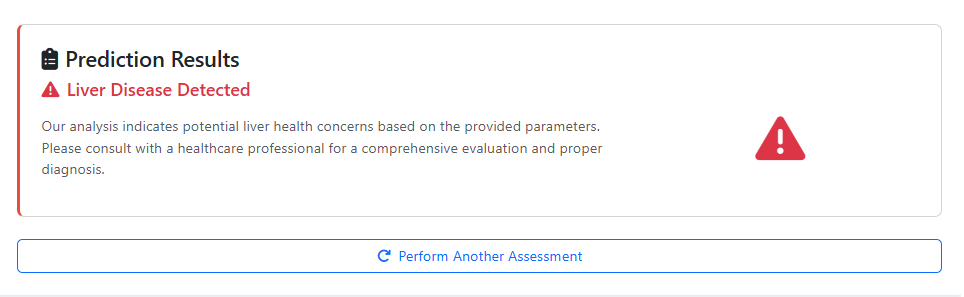 Prediction Results
Liver Disease Detected
Our analysis indicates potential liver health concerns based on the provided parameters.
Please consult with a healthcare professional for a comprehensive evaluation and proper
diagnosis.
Perform Another Assessment